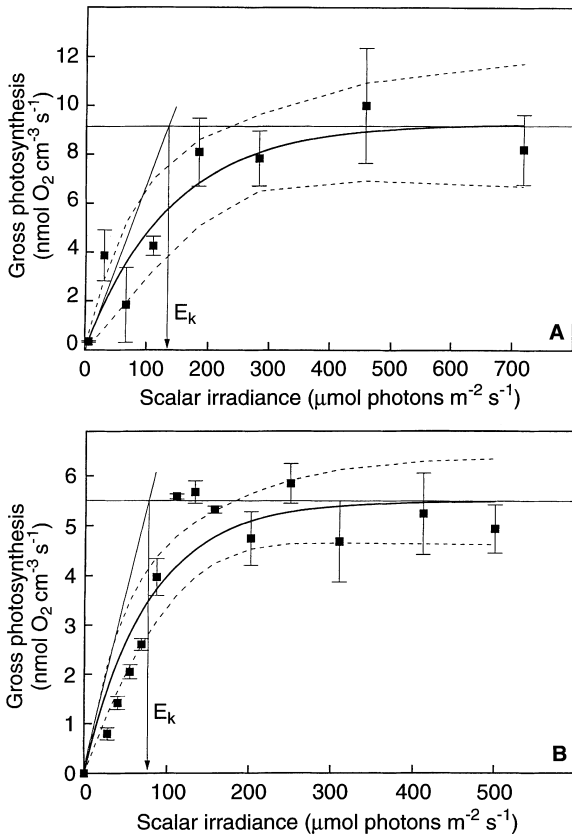 12
10
8
6
4
2
0
Gross photosynthesis
(nmol O₂ cm⁻³ s⁻¹)
Eₖ
A
0 100 200 300 400 500 600 700
Scalar irradiance (μmol photons m⁻² s⁻¹)
6
5
4
3
2
1
0
Gross photosynthesis
(nmol O₂ cm⁻³ s⁻¹)
Eₖ
B
0 100 200 300 400 500
Scalar irradiance (μmol photons m⁻² s⁻¹)